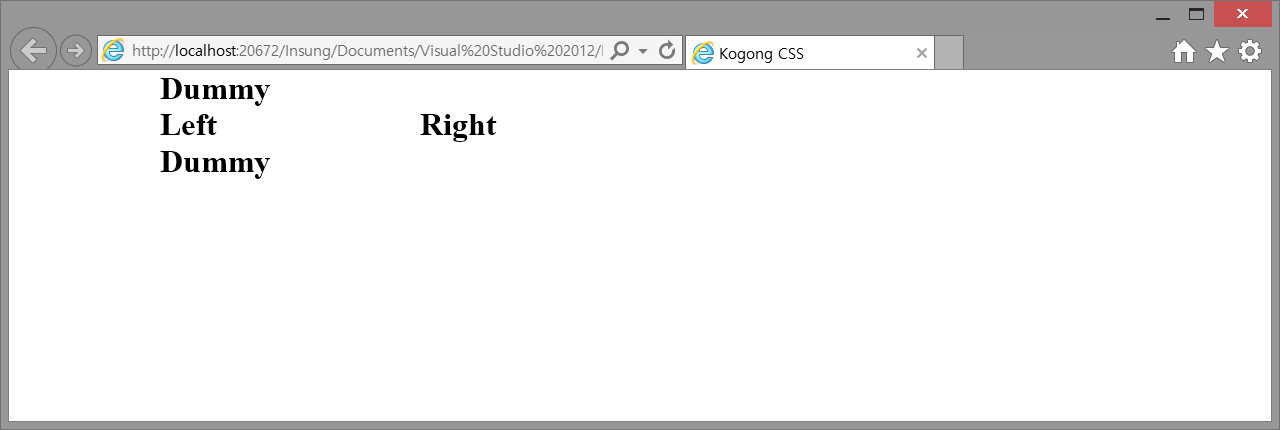 http://localhost:20672/Insung/Documents/Visual%20Studio%202012/
Kogong CSS
Dummy
Left Right
Dummy